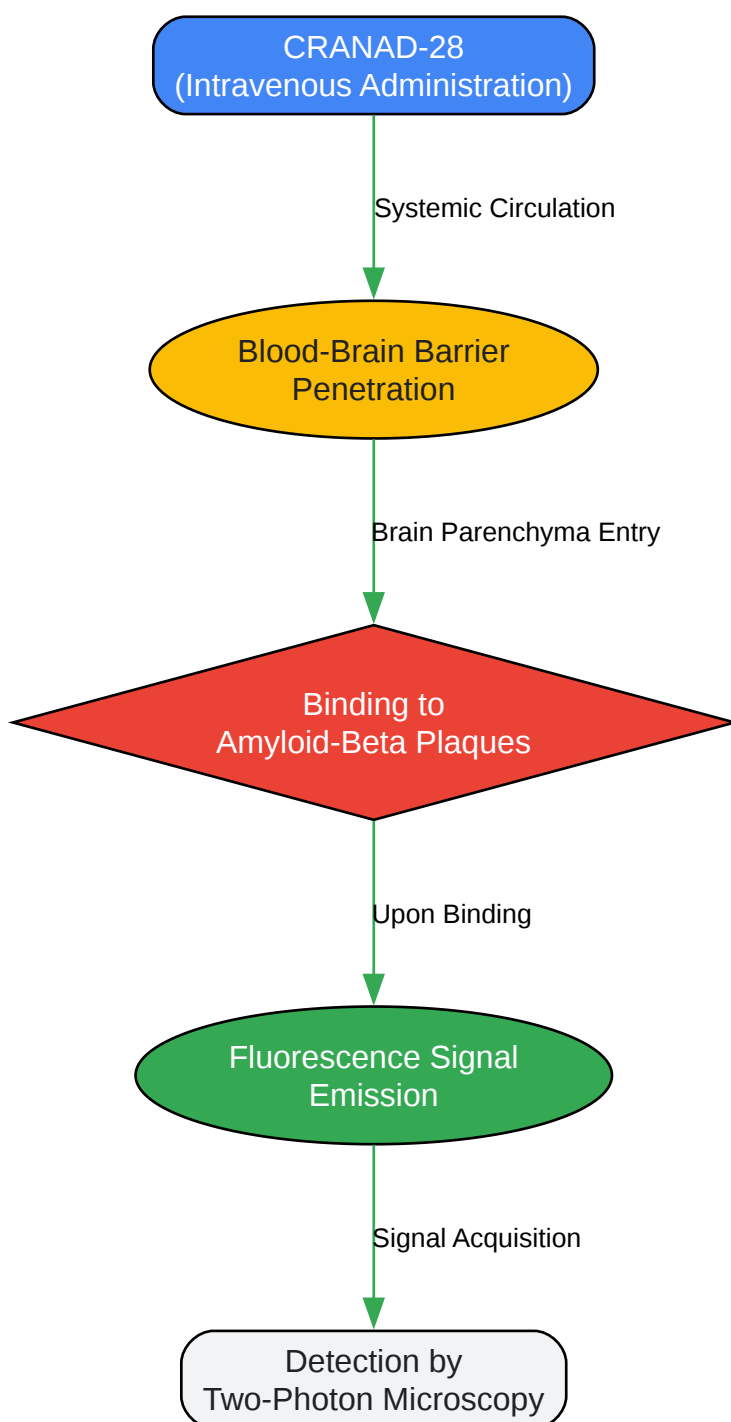 CRANAD-28
(Intravenous Administration)
Systemic Circulation
Blood-Brain Barrier
Penetration
Brain Parenchyma Entry
Binding to
Amyloid-Beta Plaques
Upon Binding
Fluorescence Signal
Emission
Signal Acquisition
Detection by
Two-Photon Microscopy